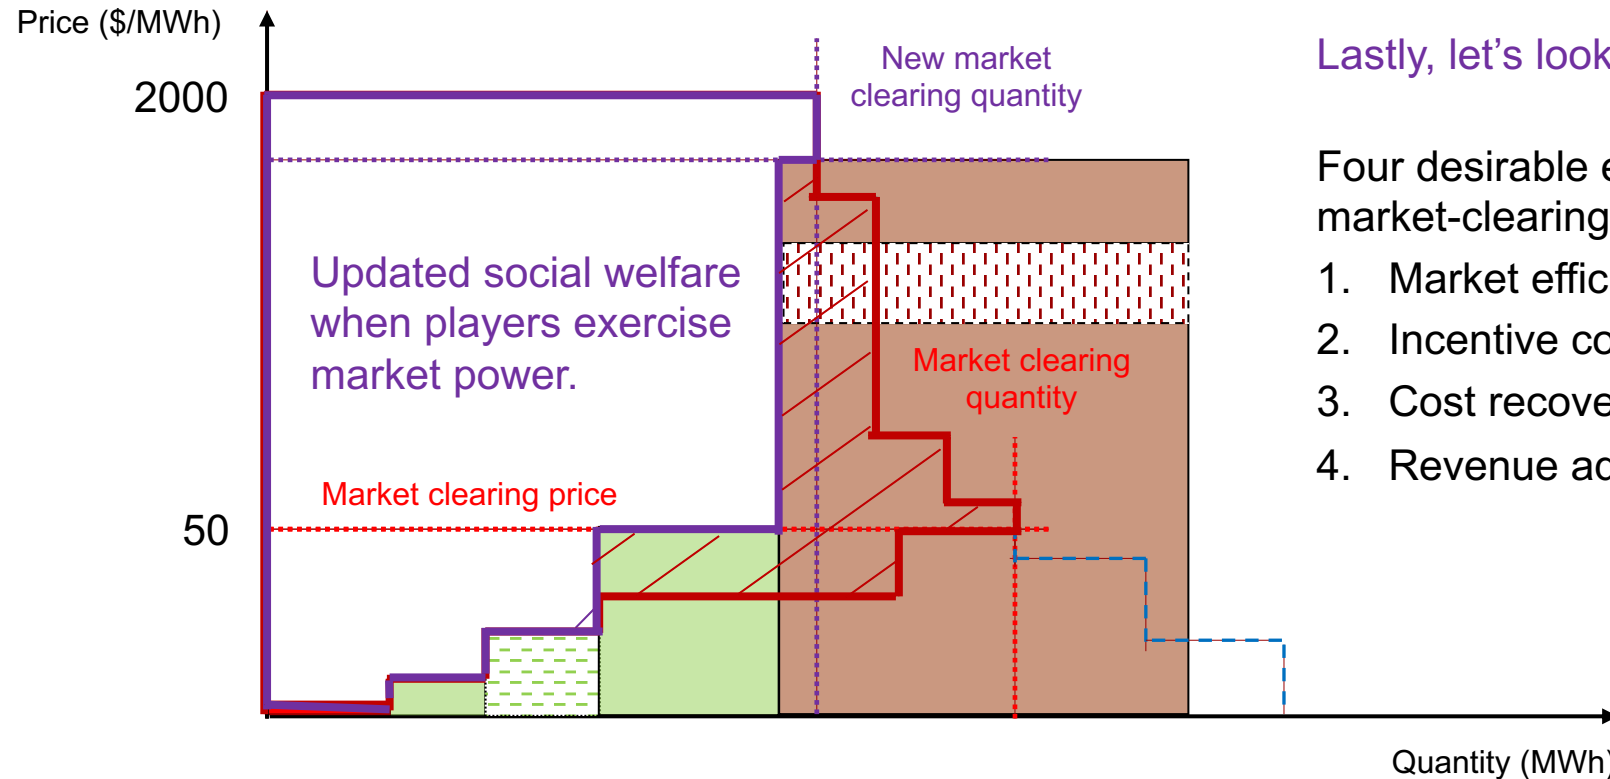 Price ($/MWh)
2000
New market
clearing quantity
Updated social welfare
when players exercise
market power.
Market clearing
quantity
Market clearing price
50
Quantity (MWh)
Lastly, let's look
Four desirable
market-clearing
1. Market effic
2. Incentive co
3. Cost recove
4. Revenue ad